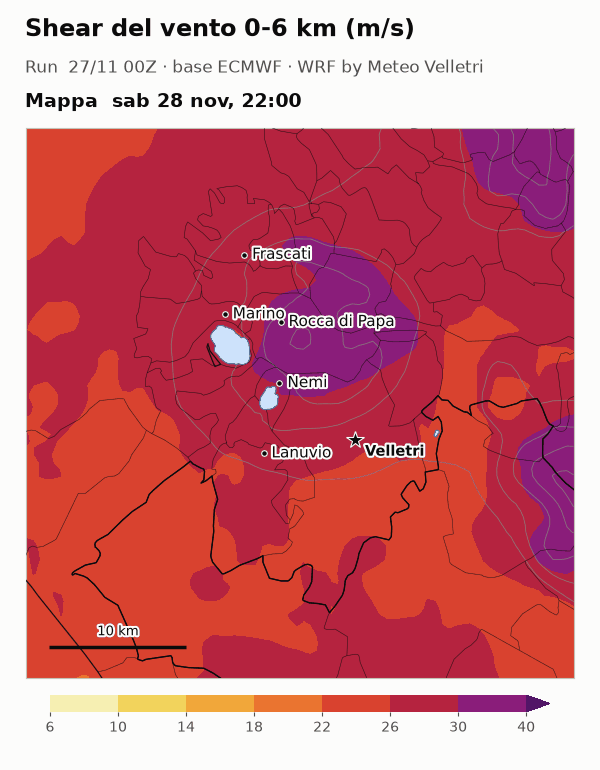 Shear del vento 0-6 km (m/s)
Run  27/11 00Z · base ECMWF · WRF by Meteo Velletri
Mappa  sab 28 nov, 22:00
Frascati
Marino
Rocca di Papa
Nemi
Velletri
Lanuvio
10 km
6 10 14 18 22 26 30 40